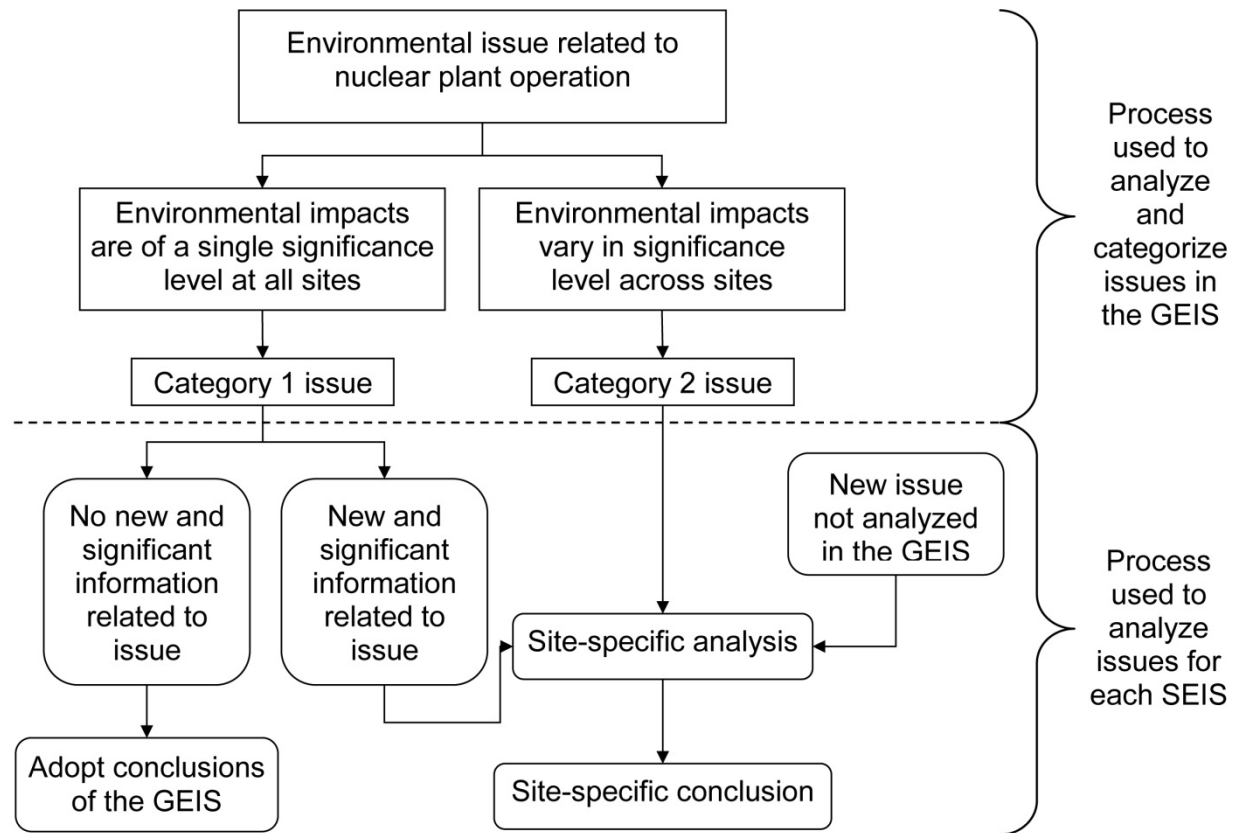 Environmental issue related to
nuclear plant operation
Environmental impacts
are of a single significance
level at all sites
Environmental impacts
vary in significance
level across sites
Category 1 issue
Category 2 issue
Process
used to
analyze
and
categorize
issues in
the GEIS
No new and
significant
information
related to
issue
New and
significant
information
related to
issue
New issue
not analyzed
in the GEIS
Site-specific analysis
Adopt conclusions
of the GEIS
Site-specific conclusion
Process
used to
analyze
issues for
each SEIS